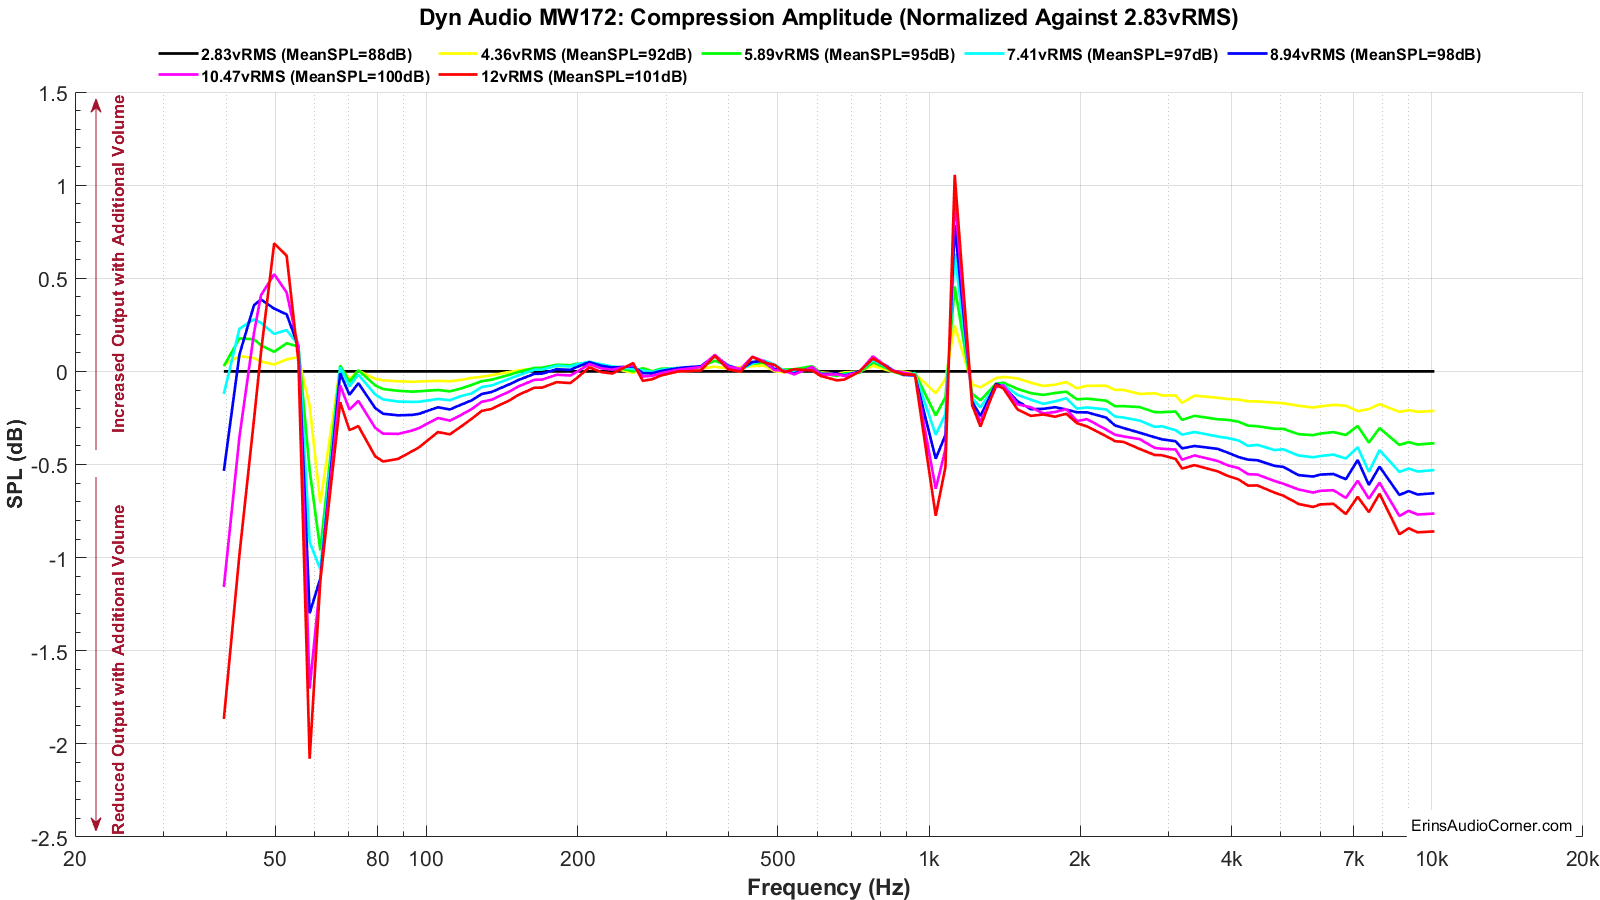 Dyn Audio MW172: Compression Amplitude (Normalized Against 2.83vRMS)
2.83vRMS (MeanSPL=88dB) 4.36vRMS (MeanSPL=92dB) 5.89vRMS (MeanSPL=95dB) 7.41vRMS (MeanSPL=97dB) 8.94vRMS (MeanSPL=98dB)
10.47vRMS (MeanSPL=100dB) 12vRMS (MeanSPL=101dB)
1.5
1
0.5
0
-0.5
-1
-1.5
-2
-2.5
SPL (dB)
Increased Output with Additional Volume
Reduced Output with Additional Volume
ErinsAudioCorner.com
20 50 80 100 200 500 1k 2k 4k 7k 10k 20k
Frequency (Hz)